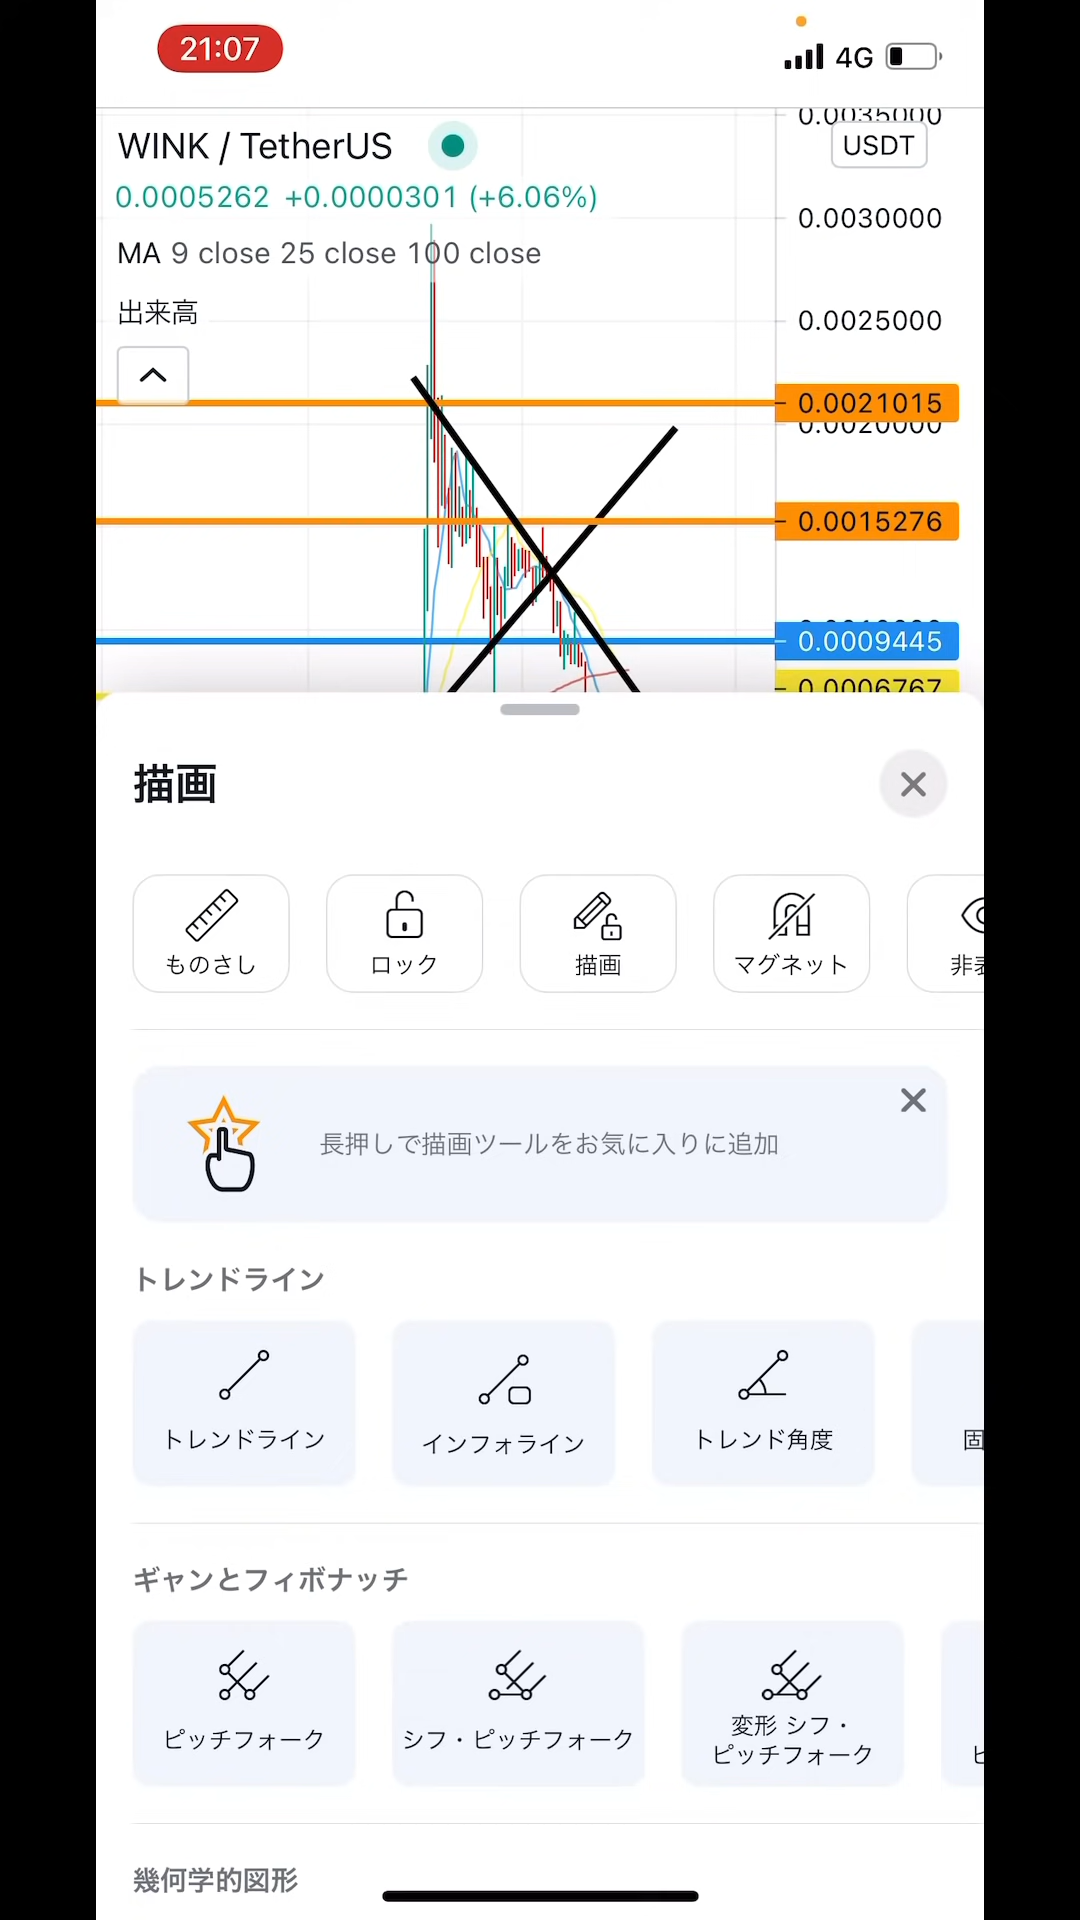 21:07
4G
0.0035000
WINK / TetherUS
USDT
0.0005262 +0.0000301 (+6.06%)
0.0030000
MA 9 close 25 close 100 close
出来高
0.0025000
0.0021015
0.0020000
0.0015276
0.0009445
0.0006767
描画
ものさし
ロック
描画
マグネット
長押しで描画ツールをお気に入りに追加
トレンドライン
トレンドライン
インフォライン
トレンド角度
固
ギャンとフィボナッチ
ピッチフォーク
シフ・ピッチフォーク
変形 シフ・
ピッチフォーク
幾何学的図形